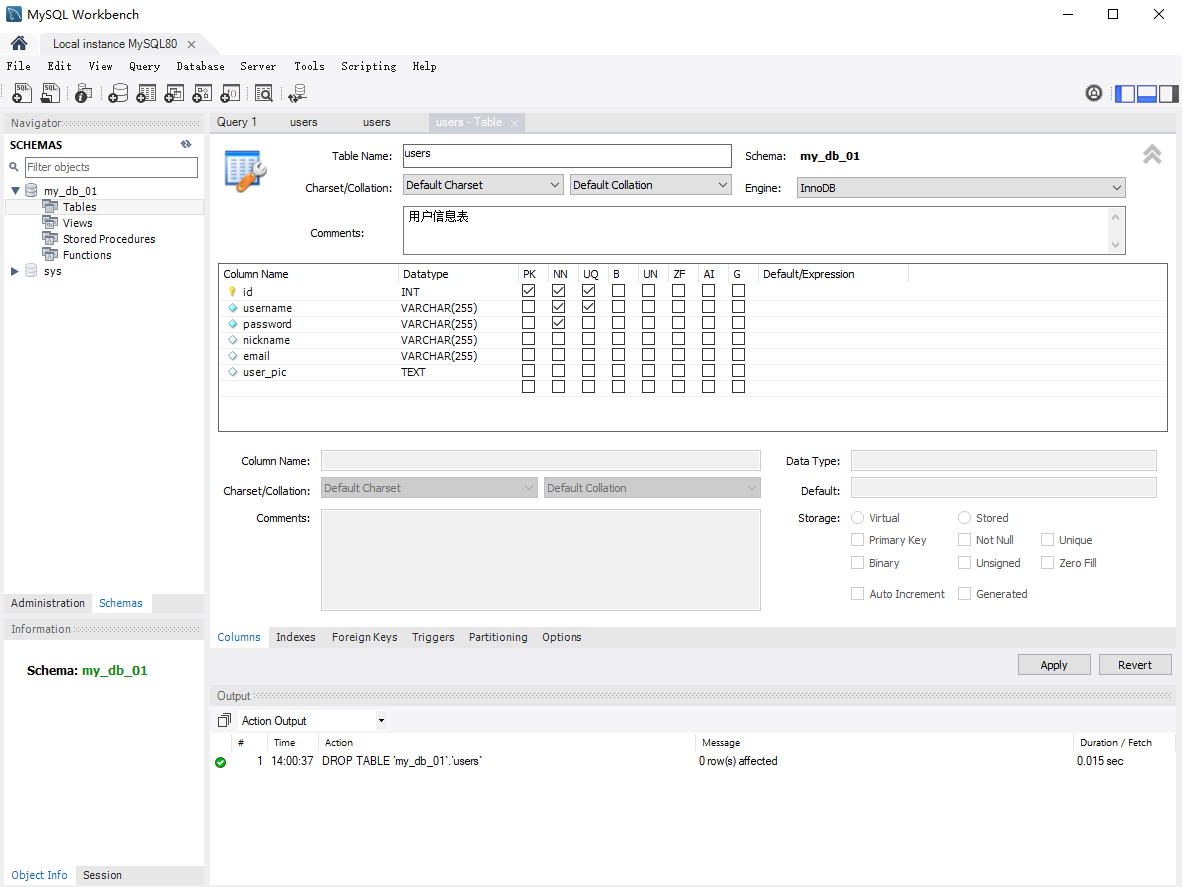 MySQL Workbench
Local instance MySQL80
File Edit View Query Database Server Tools Scripting Help
Navigator
SCHEMAS
Filter objects
my_db_01
Tables
Views
Stored Procedures
Functions
sys
Administration Schemas
Information
Schema: my_db_01
Object Info Session
Query 1 users users users - Table
Table Name: users Schema: my_db_01
Charset/Collation: Default Charset Default Collation Engine: InnoDB
Comments: 用户信息表
Column Name Datatype PK NN UQ B UN ZF AI G Default/Expression
id INT
username VARCHAR(255)
password VARCHAR(255)
nickname VARCHAR(255)
email VARCHAR(255)
user_pic TEXT
Column Name: Data Type:
Charset/Collation: Default Charset Default Collation Default:
Comments: Storage: Virtual Stored
Primary Key Not Null Unique
Binary Unsigned Zero Fill
Auto Increment Generated
Columns Indexes Foreign Keys Triggers Partitioning Options
Apply Revert
Output
Action Output
# Time Action Message Duration / Fetch
1 14:00:37 DROP TABLE `my_db_01`.`users` 0 row(s) affected 0.015 sec